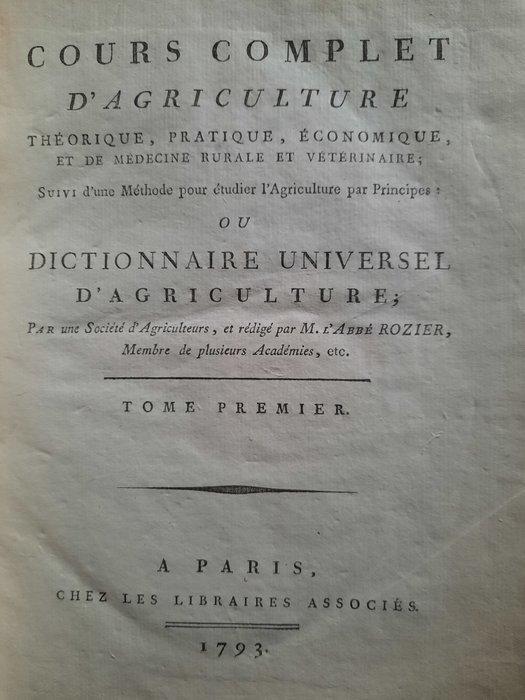 COURS COMPLET
D'AGRICULTURE
THÉORIQUE, PRATIQUE, ÉCONOMIQUE,
ET DE MÉDECINE RURALE ET VÉTÉRINAIRE;
SUIVI d'une Méthode pour étudier l'Agriculture par Principes:
OU
DICTIONNAIRE UNIVERSEL
D'AGRICULTURE;
PAR une Société d'Agriculteurs, et rédigé par M. L'ABBÉ ROZIER,
Membre de plusieurs Académies, etc.
TOME PREMIER.
A PARIS,
CHEZ LES LIBRAIRES ASSOCIÉS.
1793.